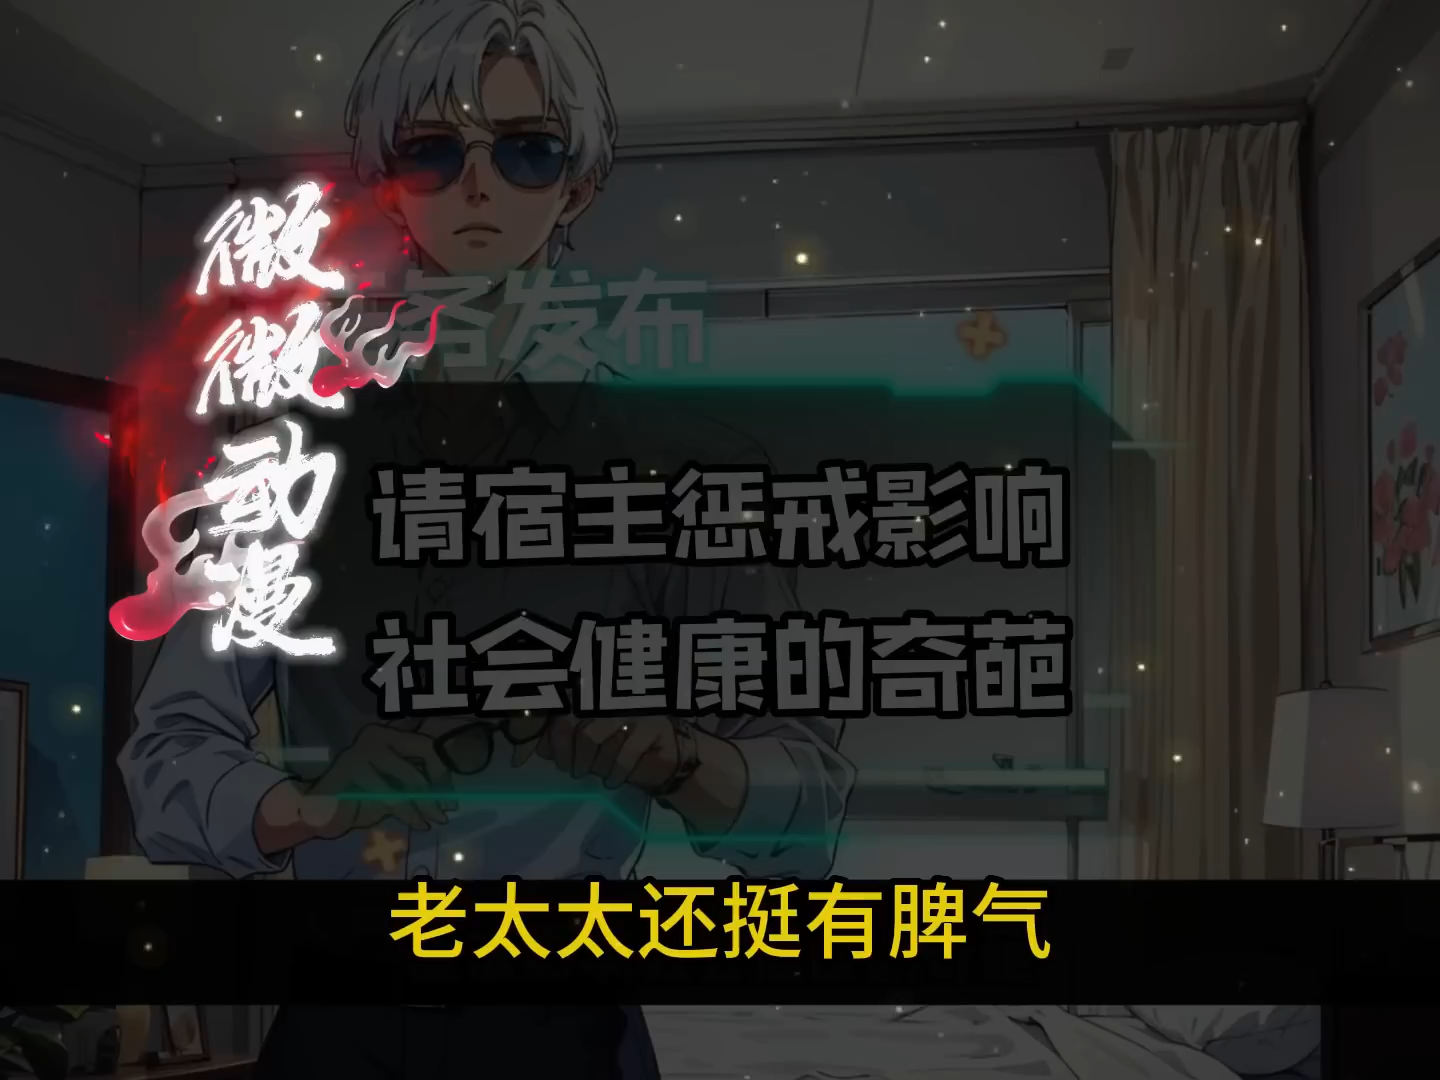 微微动漫
务发布
请宿主惩戒影响
社会健康的奇葩
老太太还挺有脾气